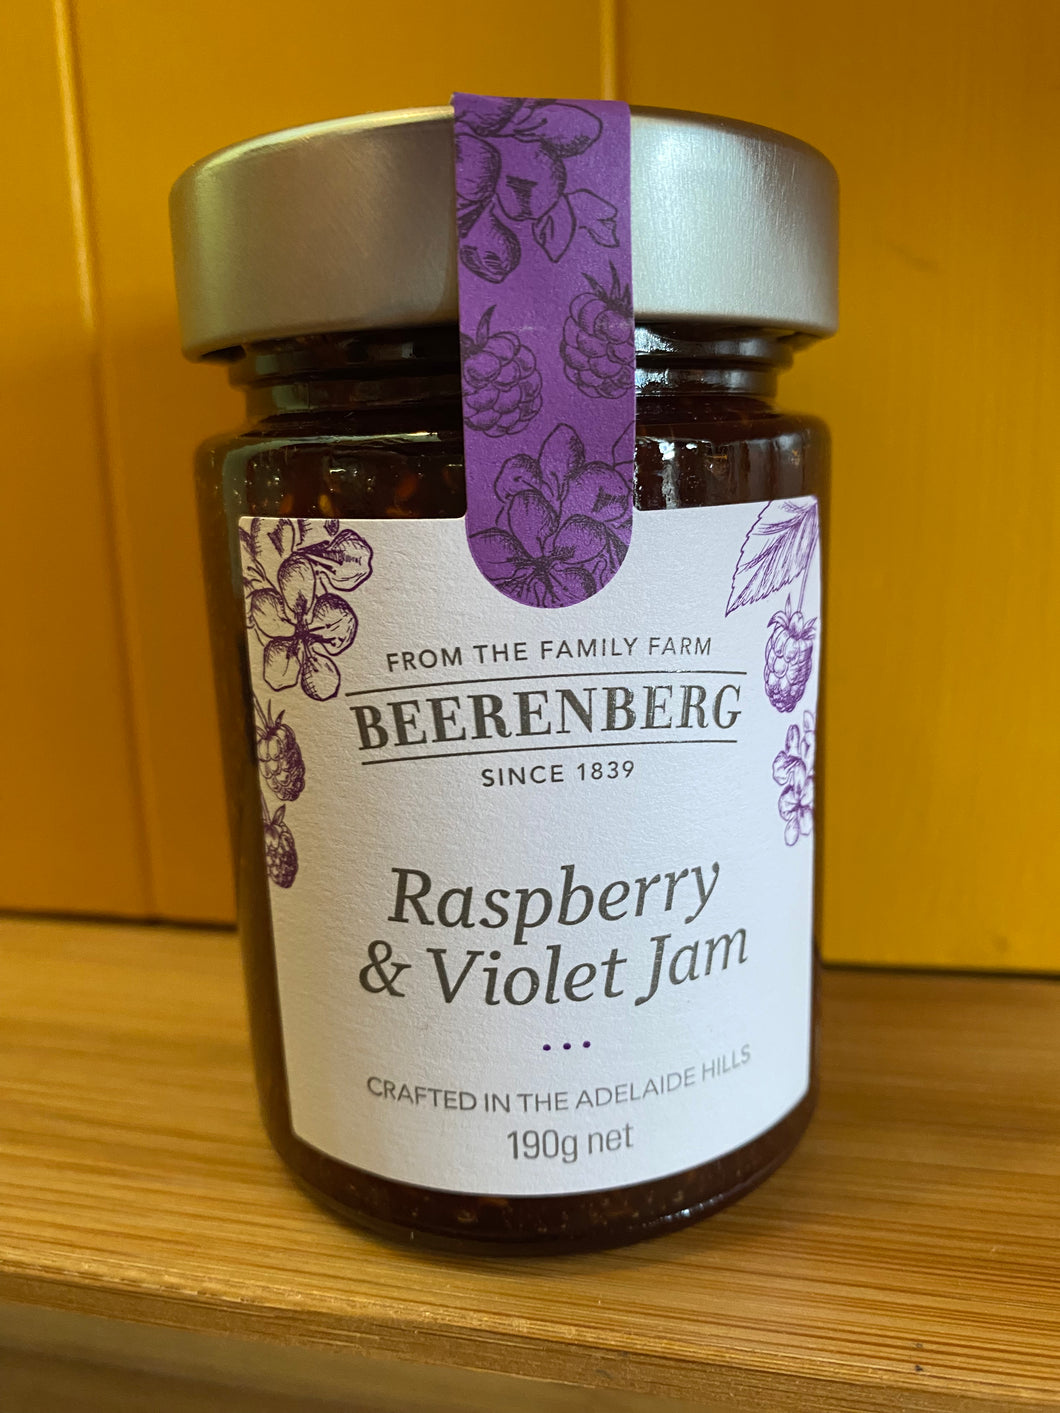 FROM THE FAMILY FARM
BEERENBERG
SINCE 1839
Raspberry
& Violet Jam
CRAFTED IN THE ADELAIDE HILLS
190g net